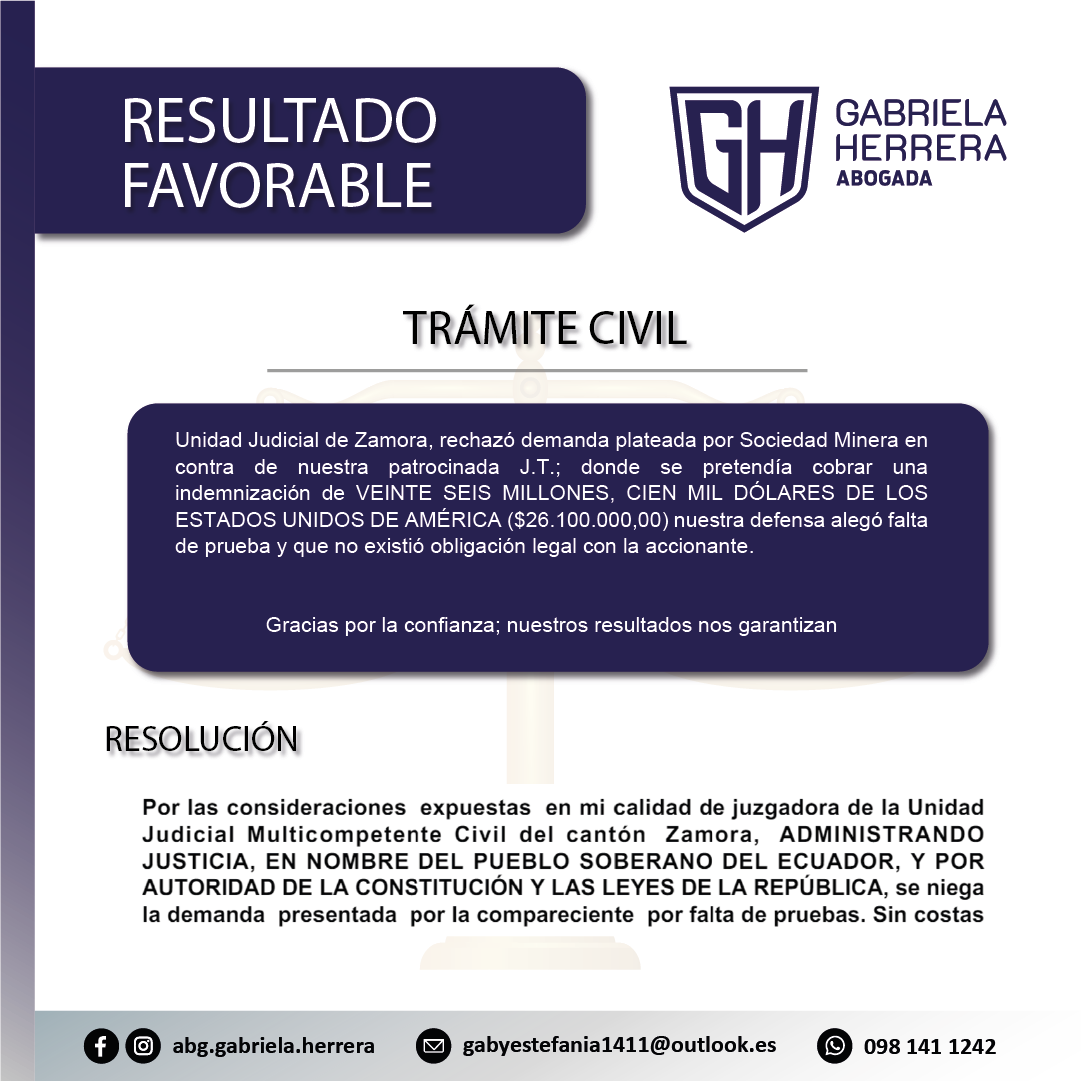 RESULTADO
FAVORABLE
GH
GABRIELA
HERRERA
ABOGADA
TRÁMITE CIVIL
Unidad Judicial de Zamora, rechazó demanda plateada por Sociedad Minera en
contra de nuestra patrocinada J.T.; donde se pretendía cobrar una
indemnización de VEINTE SEIS MILLONES, CIEN MIL DÓLARES DE LOS
ESTADOS UNIDOS DE AMÉRICA ($26.100.000,00) nuestra defensa alegó falta
de prueba y que no existió obligación legal con la accionante.
Gracias por la confianza; nuestros resultados nos garantizan
RESOLUCIÓN
Por las consideraciones expuestas en mi calidad de juzgadora de la Unidad
Judicial Multicompetente Civil del cantón Zamora, ADMINISTRANDO
JUSTICIA, EN NOMBRE DEL PUEBLO SOBERANO DEL ECUADOR, Y POR
AUTORIDAD DE LA CONSTITUCIÓN Y LAS LEYES DE LA REPÚBLICA, se niega
la demanda presentada por la compareciente por falta de pruebas. Sin costas
abg.gabriela.herrera gabyestefania1411@outlook.es 098 141 1242